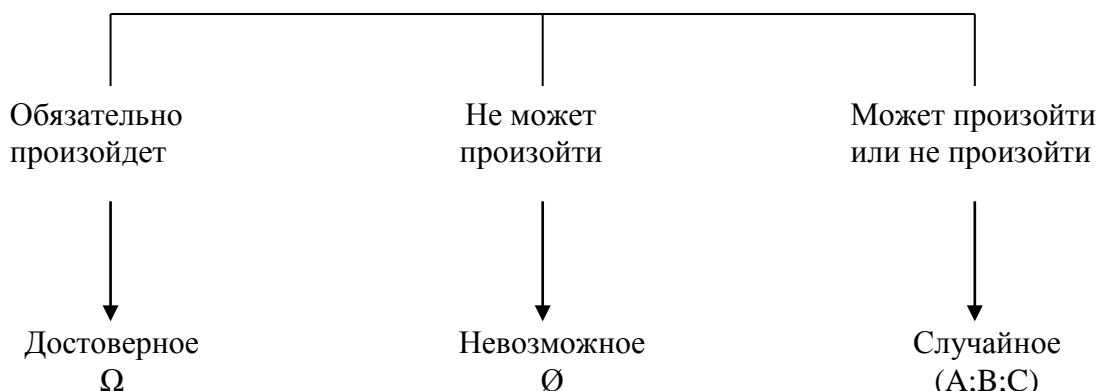 Обязательно
произойдет
Не может
произойти
Может произойти
или не произойти
Достоверное
Ω
Невозможное
Ø
Случайное
(А;В;С)